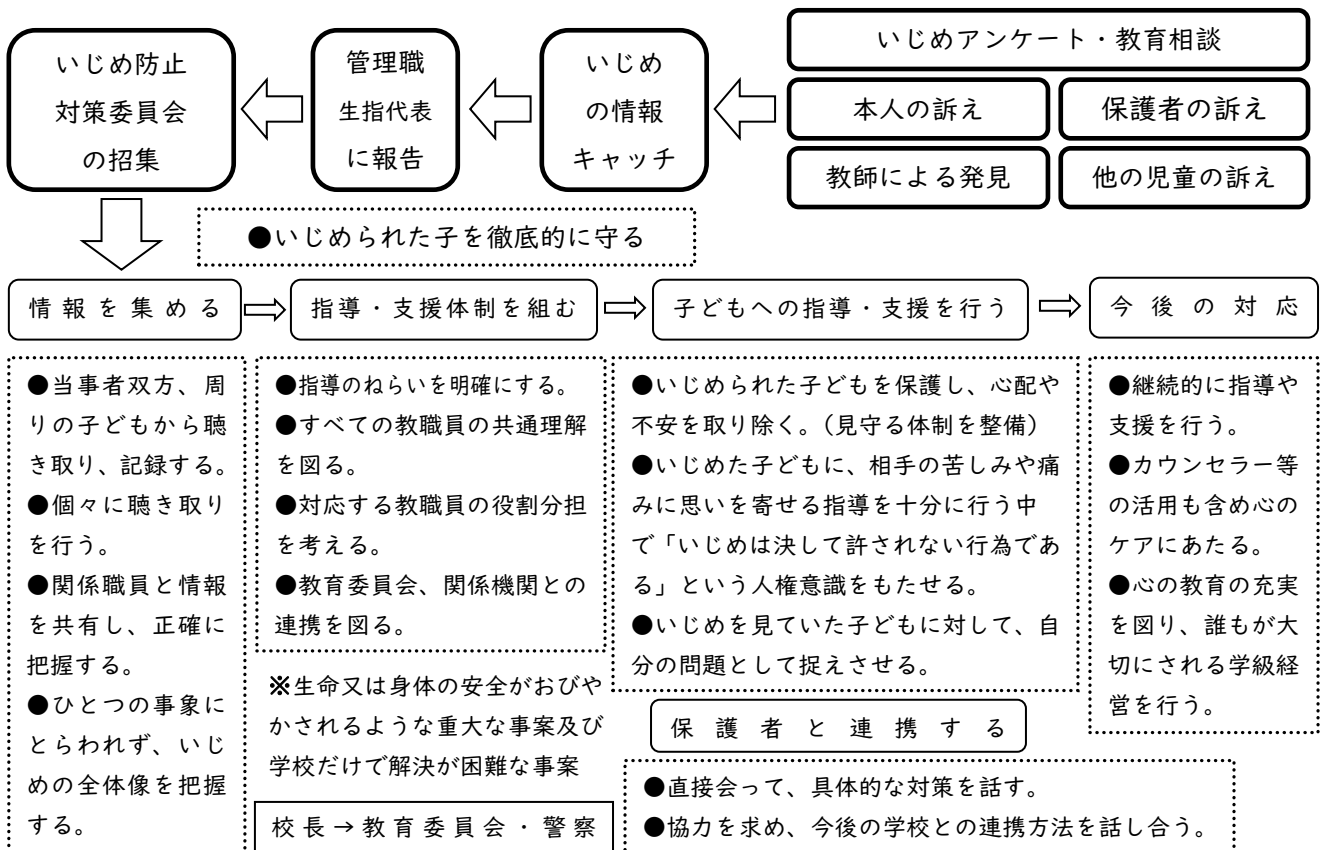 いじめアンケート・教育相談
本人の訴え
保護者の訴え
教師による発見
他の児童の訴え
いじめ
の情報
キャッチ
管理職
生指代表
に報告
いじめ防止
対策委員会
の招集
●いじめられた子を徹底的に守る
情報を集める
●当事者双方、周
りの子どもから聴
き取り、記録する。
●個々に聴き取り
を行う。
●関係職員と情報
を共有し、正確に
把握する。
●ひとつの事象に
とらわれず、いじ
めの全体像を把握
する。
指導・支援体制を組む
●指導のねらいを明確にする。
●すべての教職員の共通理解
を図る。
●対応する教職員の役割分担
を考える。
●教育委員会、関係機関との
連携を図る。
※生命又は身体の安全がおびや
かされるような重大な事案及び
学校だけで解決が困難な事案
校長→教育委員会・警察
子どもへの指導・支援を行う
●いじめられた子どもを保護し、心配や
不安を取り除く。（見守る体制を整備）
●いじめた子どもに、相手の苦しみや痛
みに思いを寄せる指導を十分に行う中
で「いじめは決して許されない行為であ
る」という人権意識をもたせる。
●いじめを見ていた子どもに対して、自
分の問題として捉えさせる。
保護者と連携する
●直接会って、具体的な対策を話す。
●協力を求め、今後の学校との連携方法を話し合う。
今後の対応
●継続的に指導や
支援を行う。
●カウンセラー等
の活用も含め心の
ケアにあたる。
●心の教育の充実
を図り、誰もが大
切にされる学級経
営を行う。